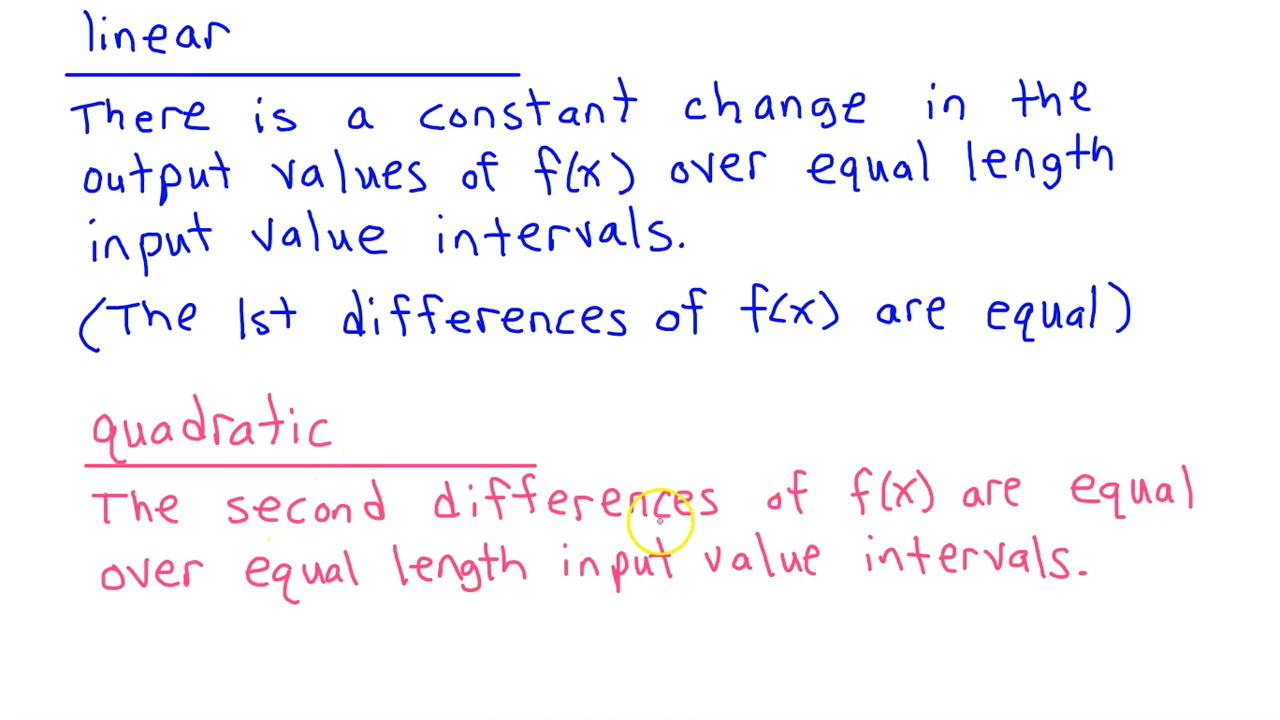 linear
There is a constant change in the
output values of f(x) over equal length
input value intervals.
(The 1st differences of f(x) are equal)
quadratic
The second differences of f(x) are equal
over equal length input value intervals.